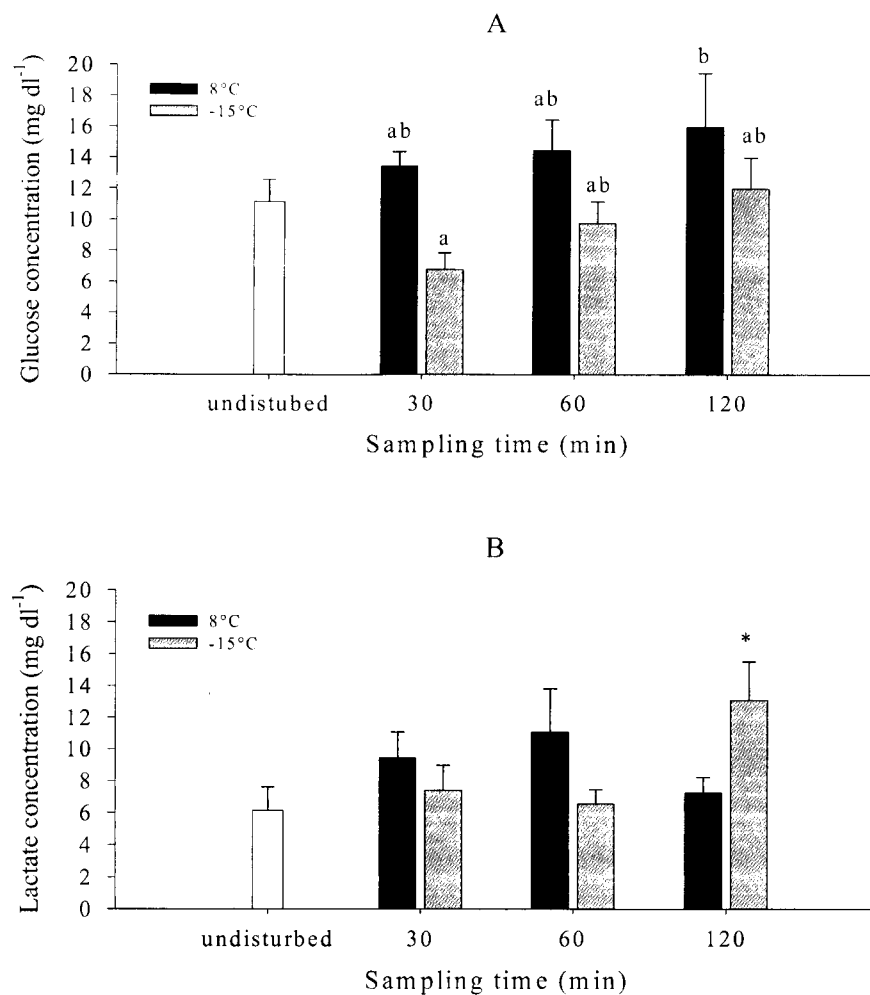 A
Glucose concentration (mg dl⁻¹)
20
18
16
14
12
10
8
6
4
2
0
8°C
-15°C
ab
a
ab
ab
b
ab
undistubed
30
60
120
Sampling time (min)
B
Lactate concentration (mg dl⁻¹)
20
18
16
14
12
10
8
6
4
2
0
8°C
-15°C
*
undisturbed
30
60
120
Sampling time (min)